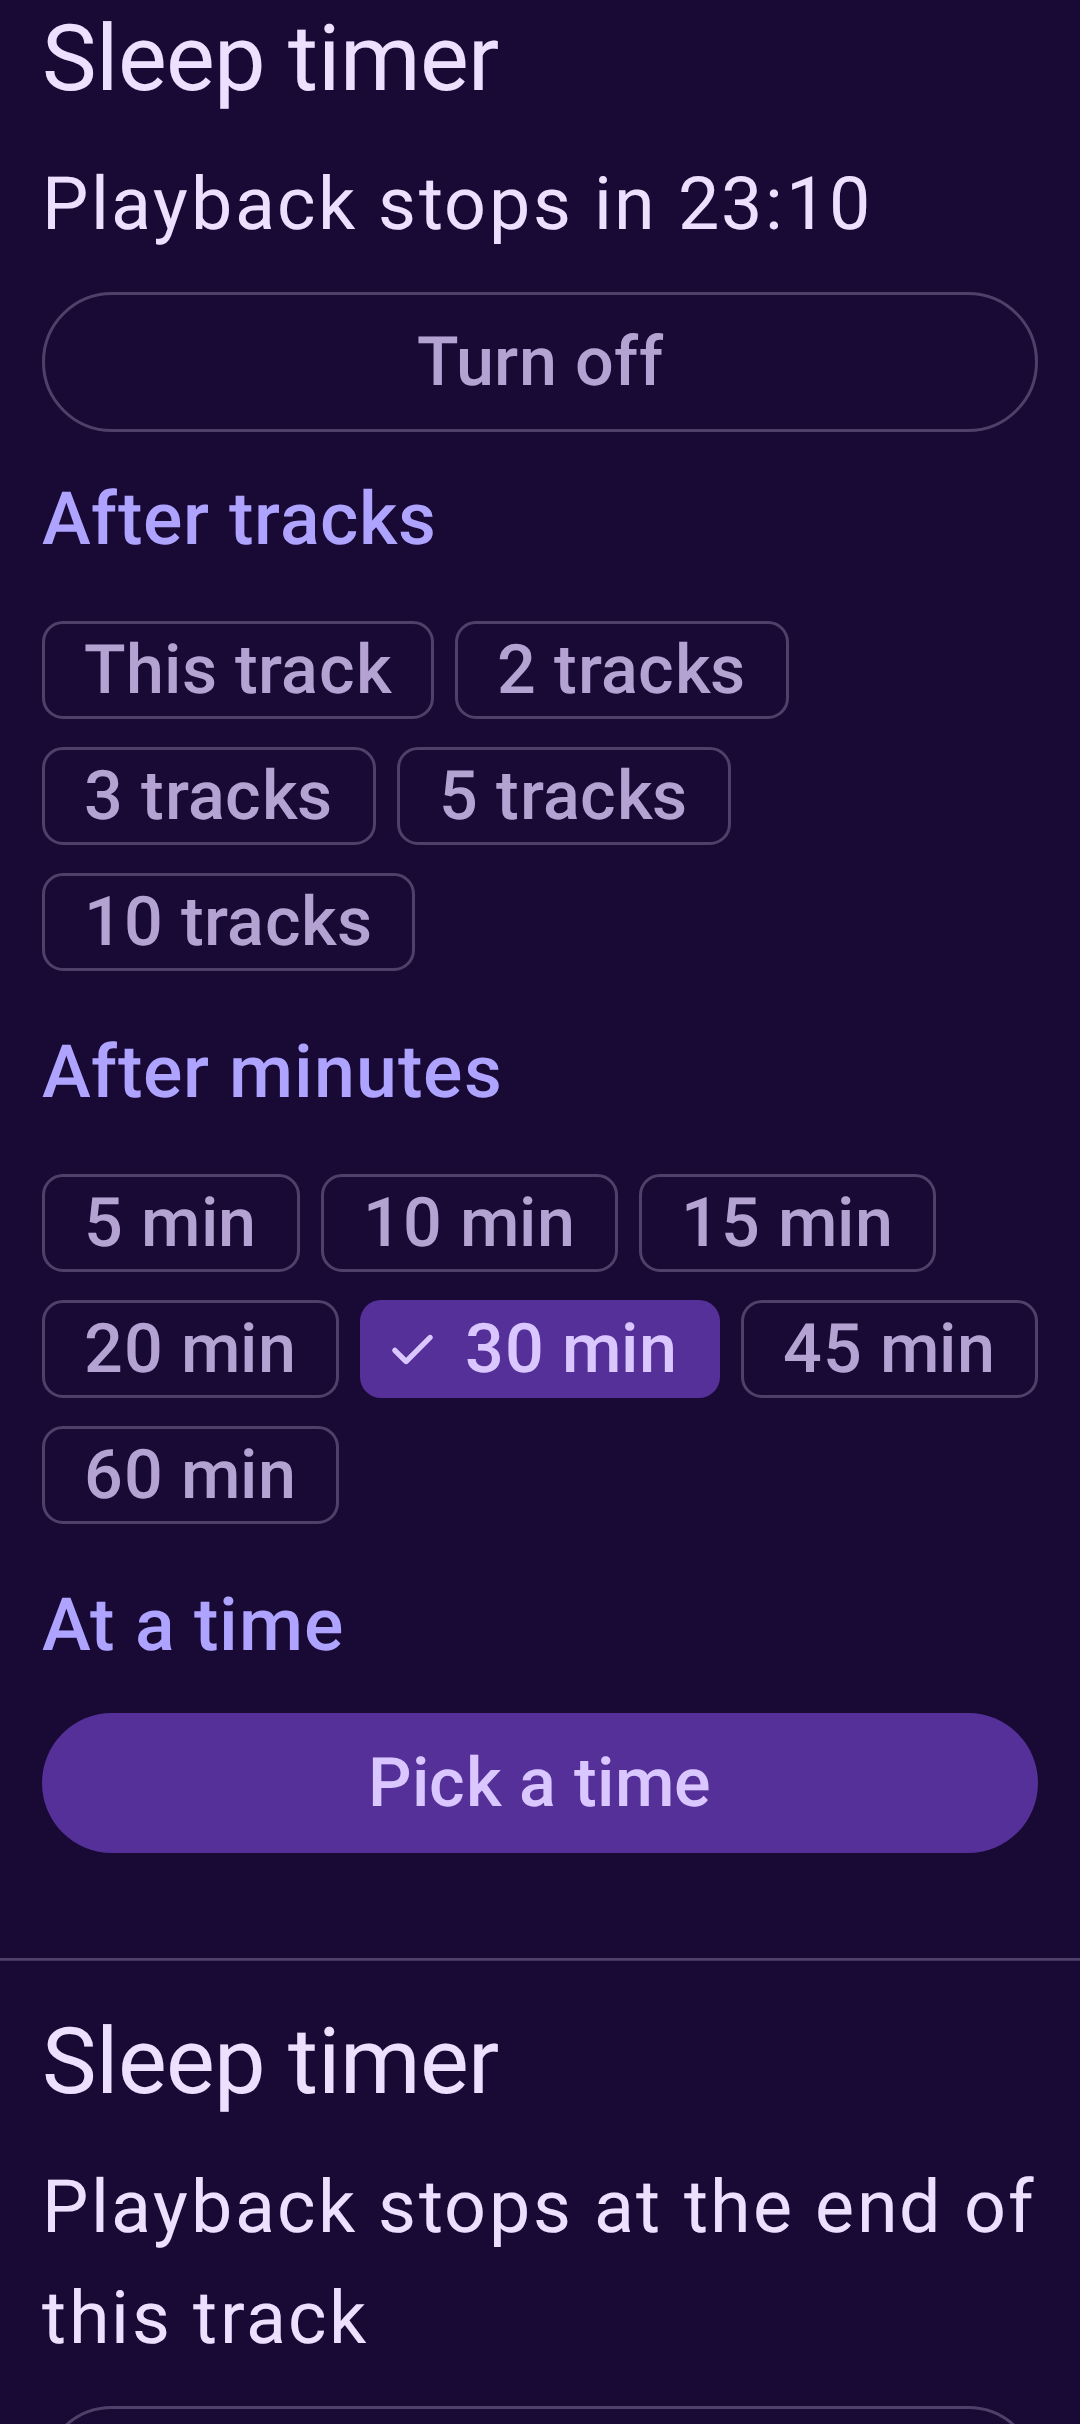 Sleep timer
Playback stops in 23:10
Turn off
After tracks
This track
2 tracks
3 tracks
5 tracks
10 tracks
After minutes
5 min
10 min
15 min
20 min
30 min
45 min
60 min
At a time
Pick a time
Sleep timer
Playback stops at the end of
this track